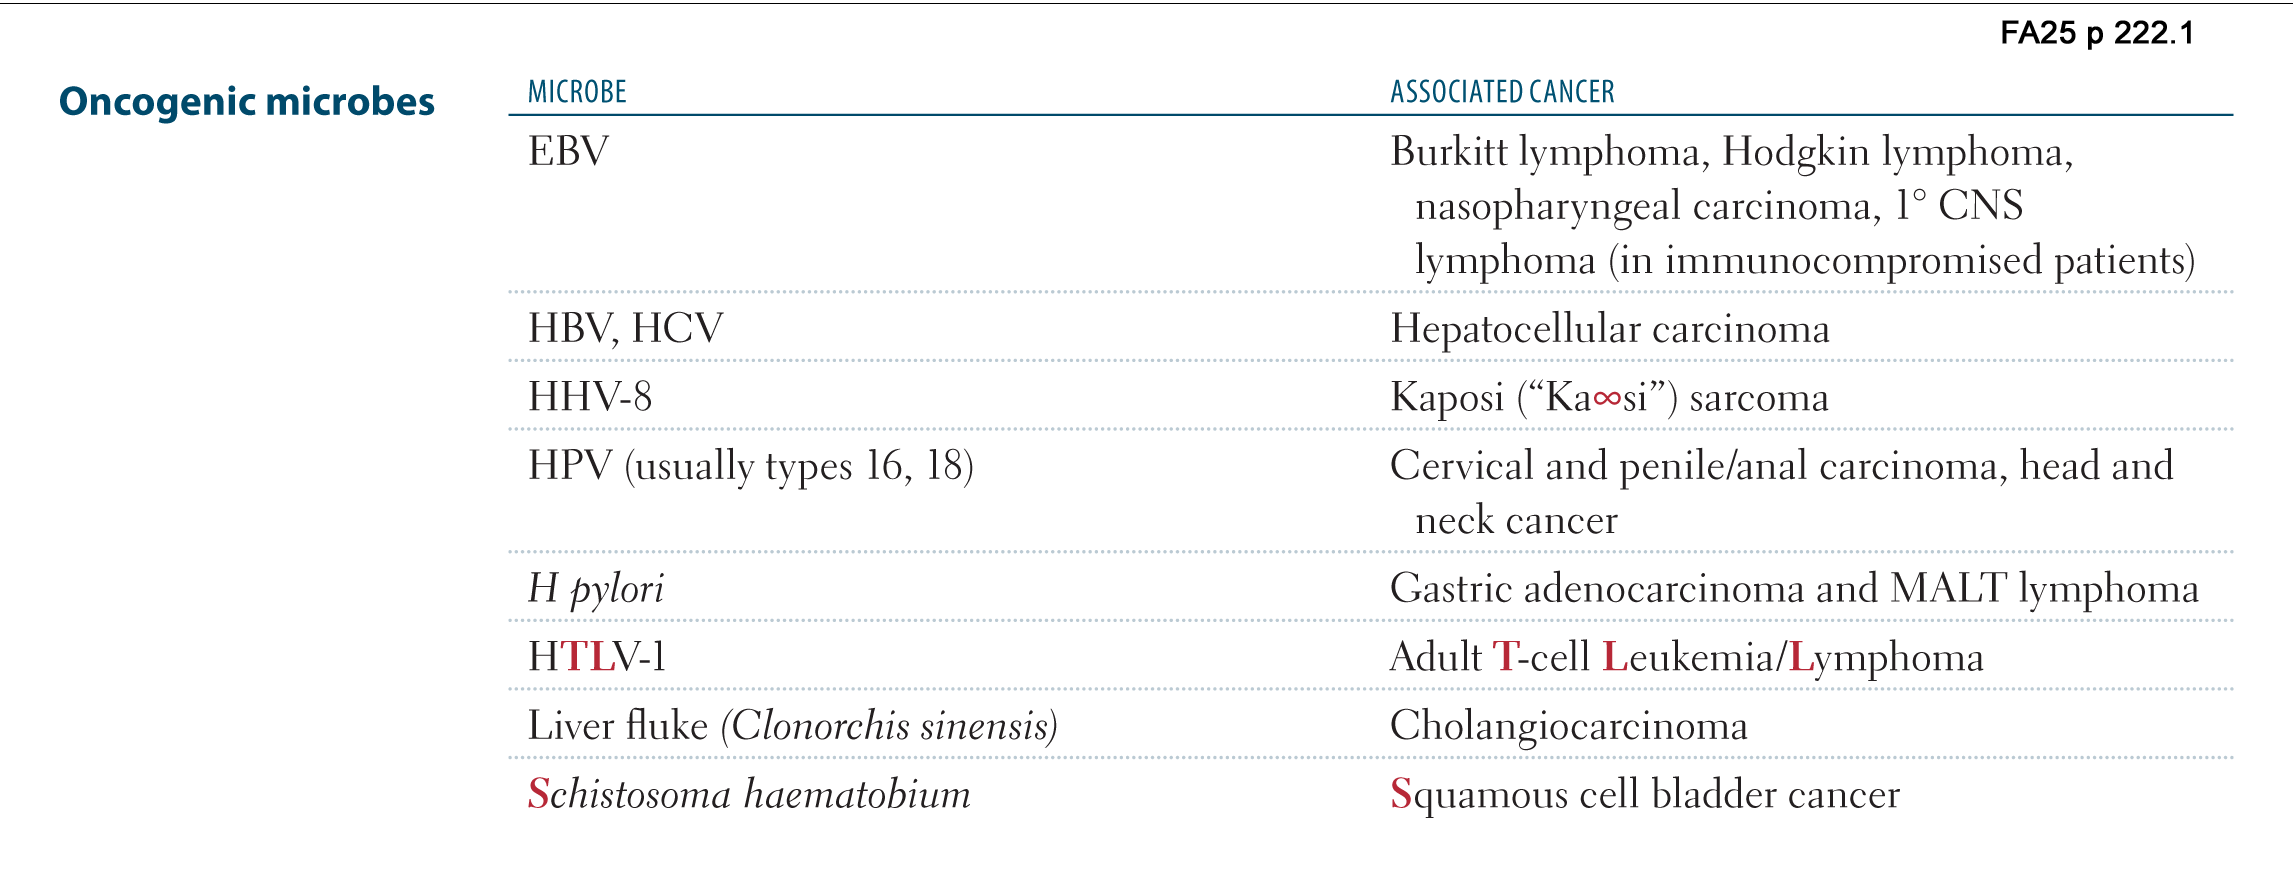 FA25 p 222.1
Oncogenic microbes
MICROBE ASSOCIATED CANCER
EBV Burkitt lymphoma, Hodgkin lymphoma,
nasopharyngeal carcinoma, 1° CNS
lymphoma (in immunocompromised patients)
HBV, HCV Hepatocellular carcinoma
HHV-8 Kaposi (“Ka∞si”) sarcoma
HPV (usually types 16, 18) Cervical and penile/anal carcinoma, head and
neck cancer
H pylori Gastric adenocarcinoma and MALT lymphoma
HTLV-1 Adult T-cell Leukemia/Lymphoma
Liver fluke (Clonorchis sinensis) Cholangiocarcinoma
Schistosoma haematobium Squamous cell bladder cancer